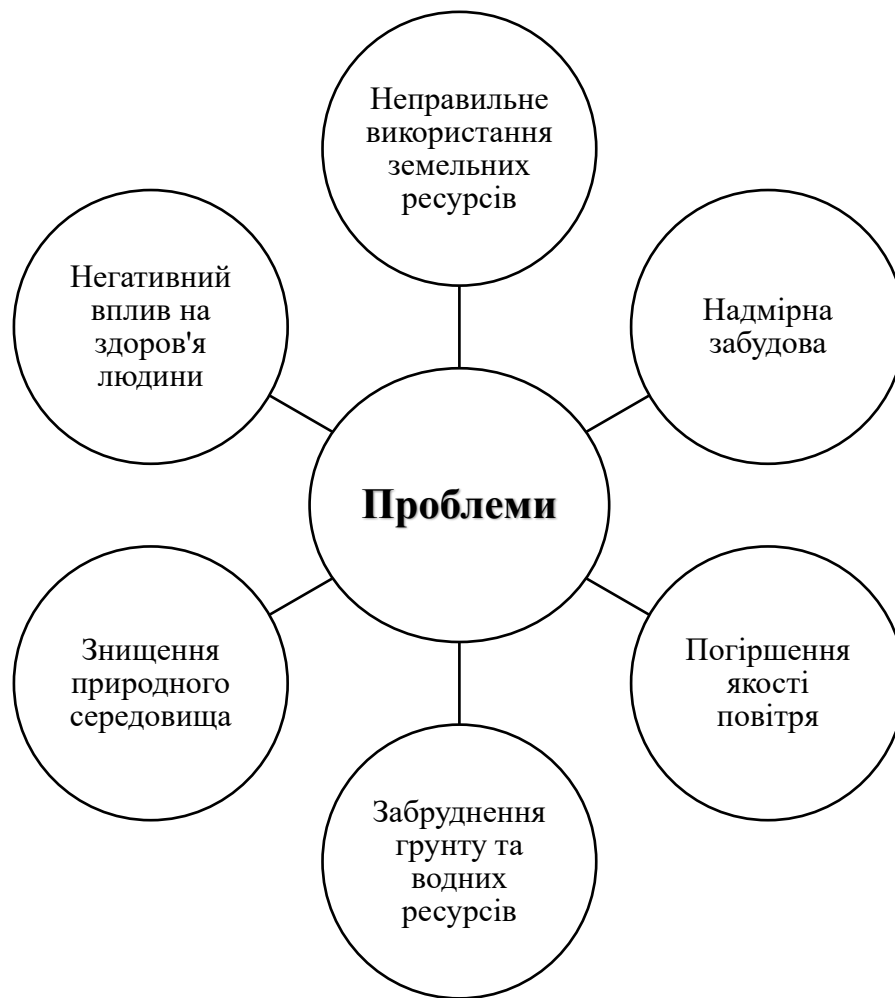 Неправильне
використання
земельних
ресурсів
Негативний
вплив на
здоров'я
людини
Надмірна
забудова
Проблеми
Знищення
природного
середовища
Погіршення
якості
повітря
Забруднення
грунту та
водних
ресурсів